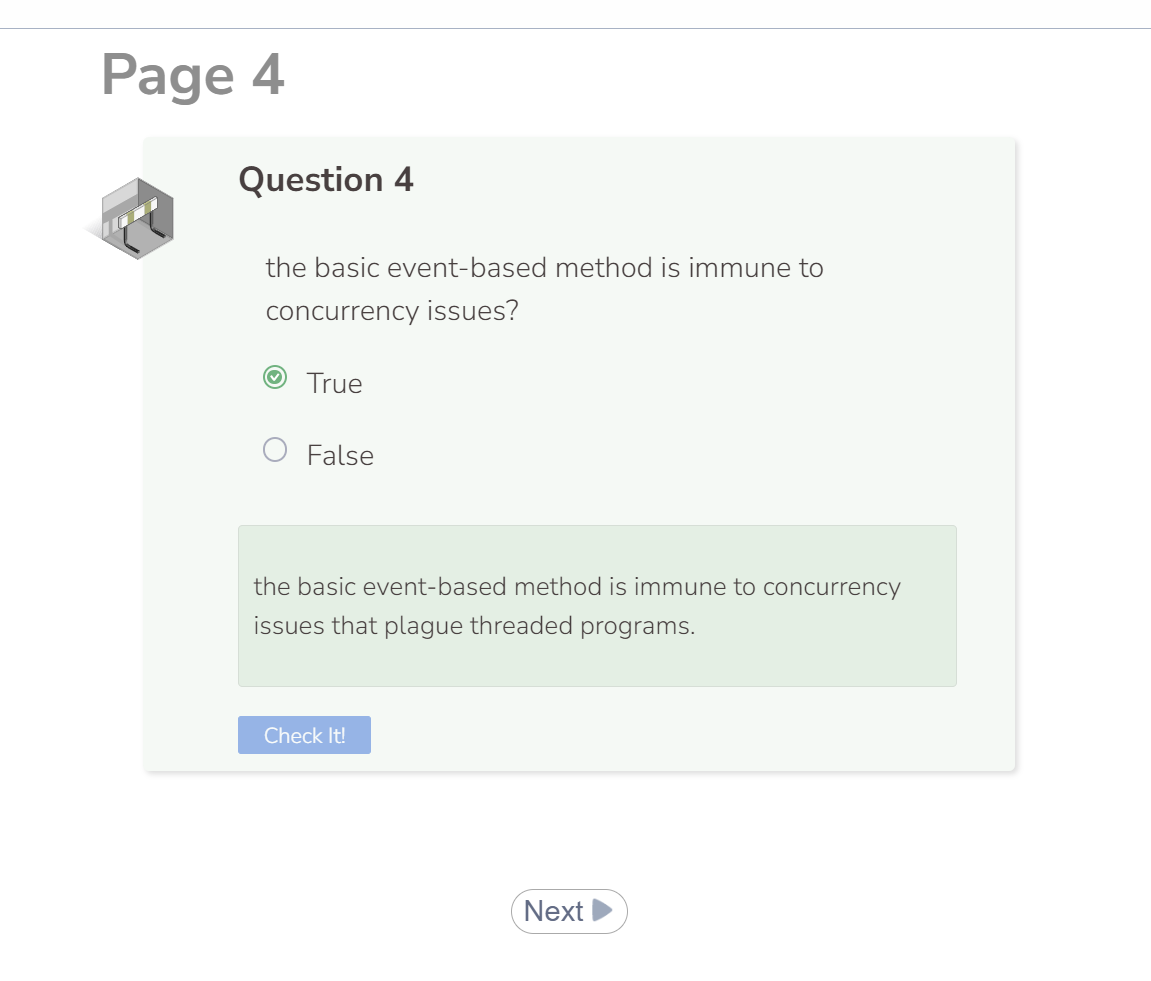 Page 4
Question 4
the basic event-based method is immune to
concurrency issues?
True
False
the basic event-based method is immune to concurrency
issues that plague threaded programs.
Check It!
Next